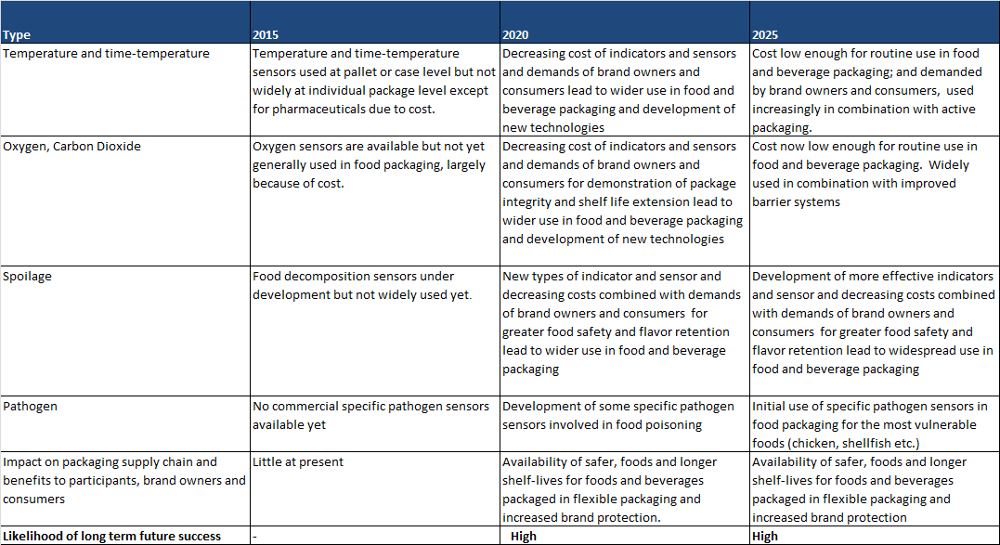 Type 2015 2020 2025
Temperature and time-temperature
Temperature and time-temperature
sensors used at pallet or case level but not
widely at individual package level except
for pharmaceuticals due to cost.
Decreasing cost of indicators and sensors
and demands of brand owners and
consumers lead to wider use in food and
beverage packaging and development of
new technologies
Cost low enough for routine use in food
and beverage packaging; and demanded
by brand owners and consumers,  used
increasingly in combination with active
packaging.
Oxygen, Carbon Dioxide
Oxygen sensors are available but not yet
generally used in food packaging, largely
because of cost.
Decreasing cost of indicators and sensors
and demands of brand owners and
consumers for demonstration of package
integrity and shelf life extension lead to
wider use in food and beverage packaging
and development of new technologies
Cost now low enough for routine use in
food and beverage packaging.  Widely
used in combination with improved
barrier systems
Spoilage
Food decomposition sensors under
development but not widely used yet.
New types of indicator and sensor and
decreasing costs combined with demands
of brand owners and consumers  for
greater food safety and flavor retention
lead to wider use in food and beverage
packaging
Development of more effective indicators
and sensor and decreasing costs combined
with demands of brand owners and
consumers  for greater food safety and
flavor retention lead to widespread use in
food and beverage packaging
Pathogen
No commercial specific pathogen sensors
available yet
Development of some specific pathogen
sensors involved in food poisoning
Initial use of specific pathogen sensors in
food packaging for the most vulnerable
foods (chicken, shellfish etc.)
Impact on packaging supply chain and
benefits to participants, brand owners and
consumers
Little at present
Availability of safer, foods and longer
shelf-lives for foods and beverages
packaged in flexible packaging and
increased brand protection.
Availability of safer, foods and longer
shelf-lives for foods and beverages
packaged in flexible packaging and
increased brand protection
Likelihood of long term future success - High High